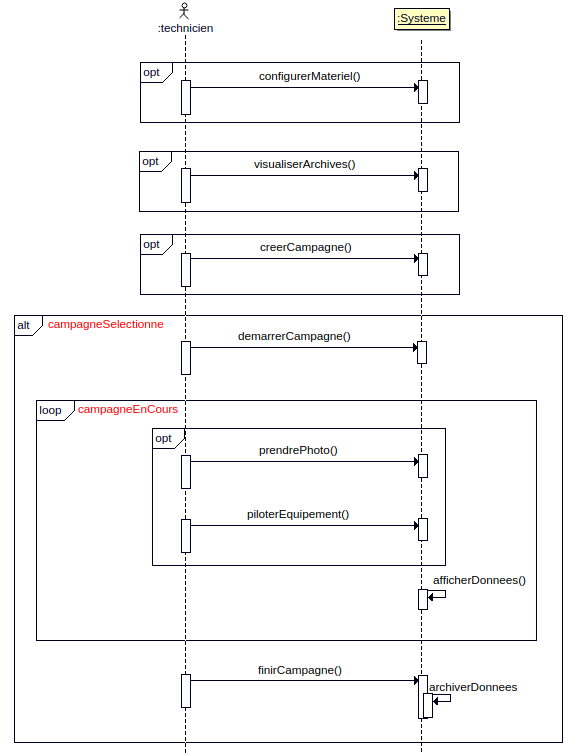 :technicien
:Systeme
opt
configurerMateriel()
opt
visualiserArchives()
opt
creerCampagne()
alt
campagneSelectionne
demarrerCampagne()
loop
campagneEnCours
opt
prendrePhoto()
piloterEquipement()
afficherDonnees()
finirCampagne()
archiverDonnees